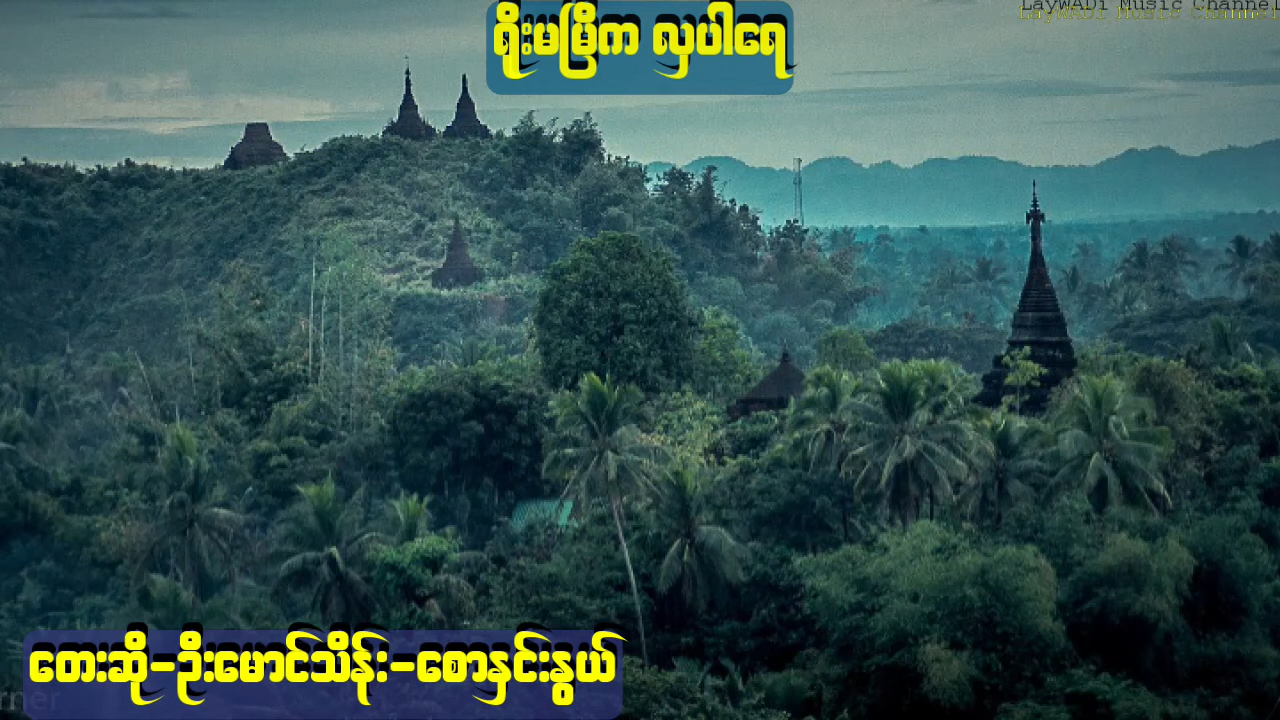 LayWADi Music Channel
ရိုးမမြီက လှပါရေ
တေးဆို-ဦးမောင်သိန်း-စောနှင်းနွယ်
rner